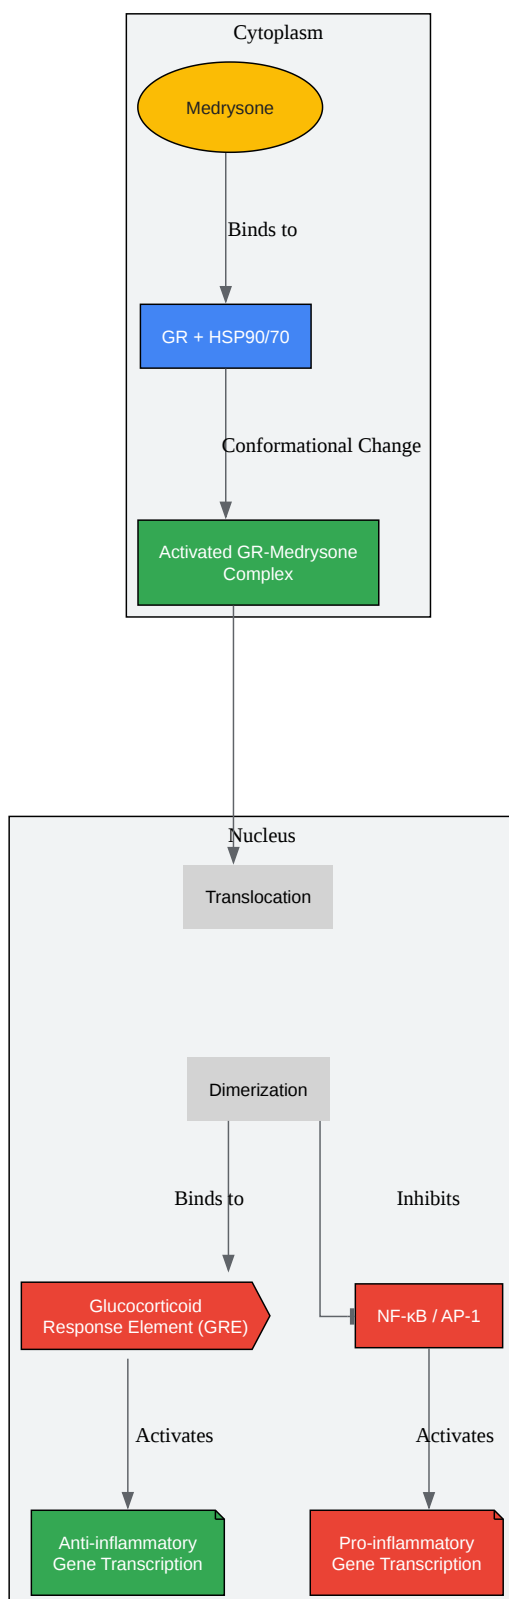 Cytoplasm
Medrysone
Binds to
GR + HSP90/70
Conformational Change
Activated GR-Medrysone
Complex
Nucleus
Translocation
Dimerization
Binds to
Inhibits
Glucocorticoid
Response Element (GRE)
NF-κB / AP-1
Activates
Activates
Anti-inflammatory
Gene Transcription
Pro-inflammatory
Gene Transcription